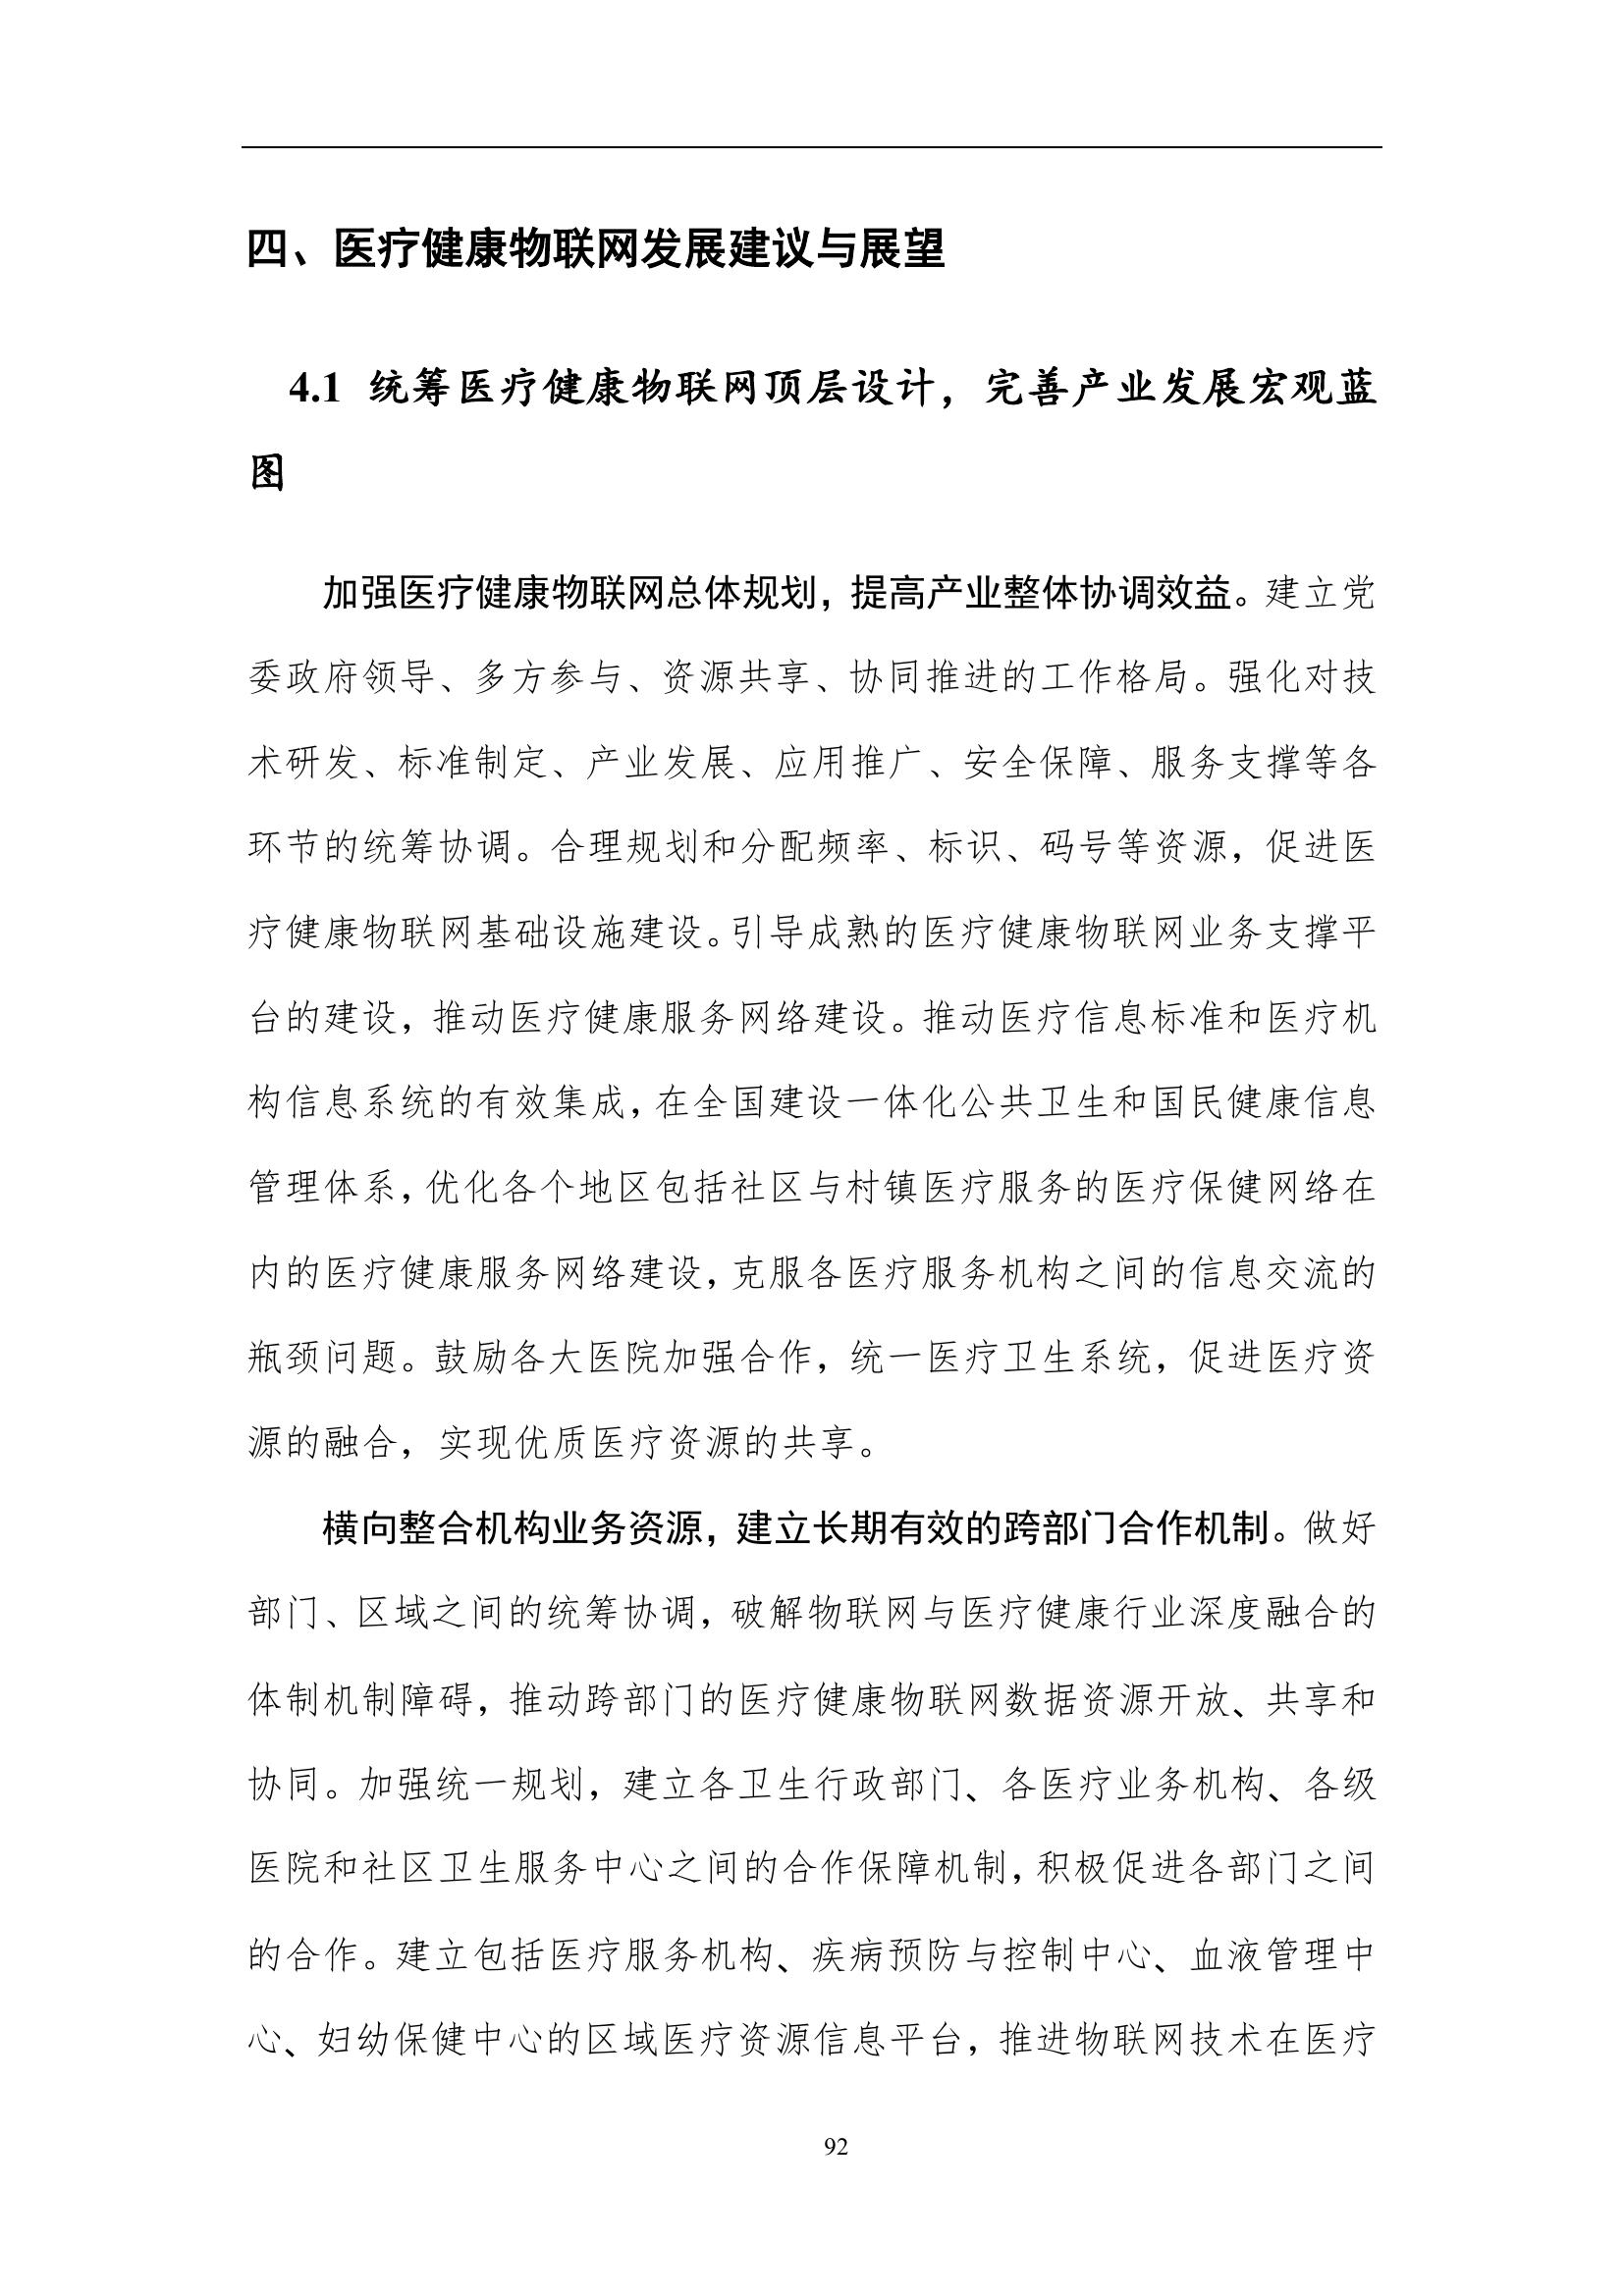 四、医疗健康物联网发展建议与展望
4.1 统筹医疗健康物联网顶层设计，完善产业发展宏观蓝
图
加强医疗健康物联网总体规划，提高产业整体协调效益。建立党
委政府领导、多方参与、资源共享、协同推进的工作格局。强化对技
术研发、标准制定、产业发展、应用推广、安全保障、服务支撑等各
环节的统筹协调。合理规划和分配频率、标识、码号等资源，促进医
疗健康物联网基础设施建设。引导成熟的医疗健康物联网业务支撑平
台的建设，推动医疗健康服务网络建设。推动医疗信息标准和医疗机
构信息系统的有效集成，在全国建设一体化公共卫生和国民健康信息
管理体系，优化各个地区包括社区与村镇医疗服务的医疗保健网络在
内的医疗健康服务网络建设，克服各医疗服务机构之间的信息交流的
瓶颈问题。鼓励各大医院加强合作，统一医疗卫生系统，促进医疗资
源的融合，实现优质医疗资源的共享。
横向整合机构业务资源，建立长期有效的跨部门合作机制。做好
部门、区域之间的统筹协调，破解物联网与医疗健康行业深度融合的
体制机制障碍，推动跨部门的医疗健康物联网数据资源开放、共享和
协同。加强统一规划，建立各卫生行政部门、各医疗业务机构、各级
医院和社区卫生服务中心之间的合作保障机制，积极促进各部门之间
的合作。建立包括医疗服务机构、疾病预防与控制中心、血液管理中
心、妇幼保健中心的区域医疗资源信息平台，推进物联网技术在医疗
92